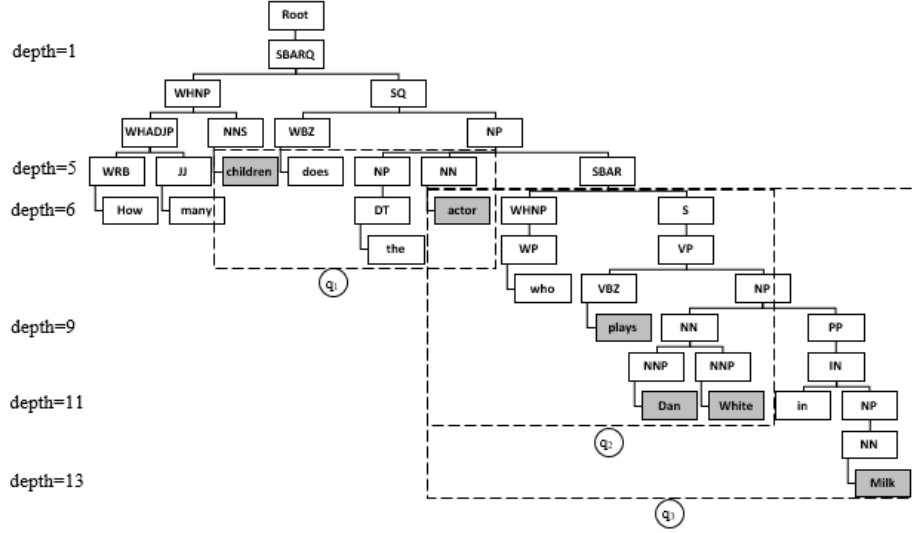 Root
depth=1 SBARQ
WHNP SQ
WHADJP NNS WBZ NP
depth=5 WRB JJ children does NP NN SBAR
depth=6 How many DT actor WHNP S
the WP VP
q1
who VBZ NP
depth=9 plays NN PP
NNP NNP IN
depth=11 Dan White in NP
q2 NN
depth=13 Milk
q3